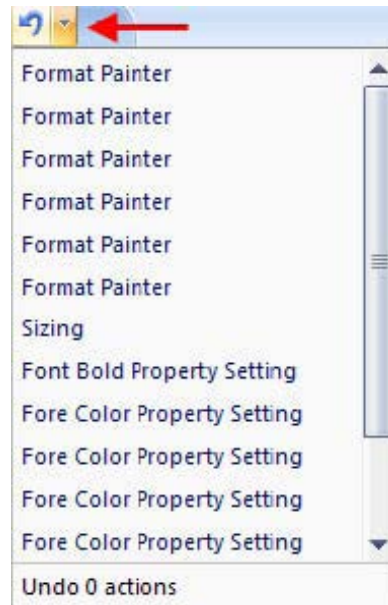 Format Painter
Format Painter
Format Painter
Format Painter
Format Painter
Format Painter
Sizing
Font Bold Property Setting
Fore Color Property Setting
Fore Color Property Setting
Fore Color Property Setting
Fore Color Property Setting
Undo 0 actions